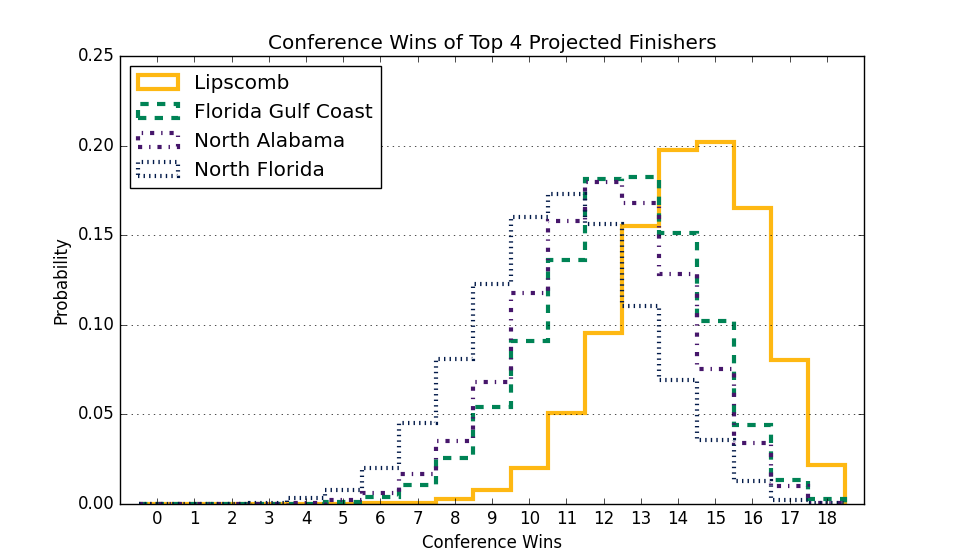 Conference Wins of Top 4 Projected Finishers
Lipscomb
Florida Gulf Coast
North Alabama
North Florida
0.25
0.20
0.15
0.10
0.05
0.00
Probability
0 1 2 3 4 5 6 7 8 9 10 11 12 13 14 15 16 17 18
Conference Wins